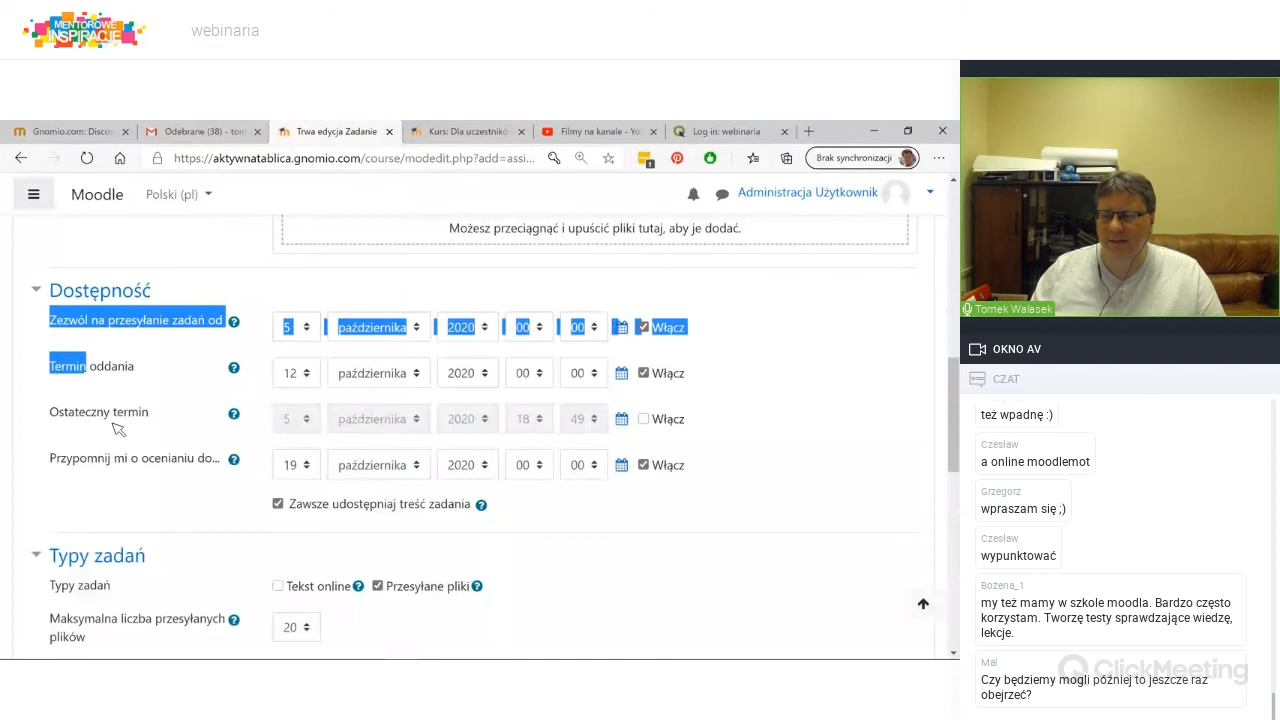 MENTOROWE
INSPIRACJE
webinaria
Gnomio.com: Disco
Odebrane (38) - tom
Trwa edycja Zadanie
Kurs: Dla uczestników
Filmy na kanale - Yo
Log in: webinaria
https://aktywnatablica.gnomio.com/course/modedit.php?add=assi...
1
Brak synchronizacji
Moodle
Polski (pl)
Administracja Użytkownik
Możesz przeciągnąć i upuścić pliki tutaj, aby je dodać.
Dostępność
Zezwól na przesyłanie zadań od
5 października 2020 00 00 Włącz
Termin oddania
12 października 2020 00 00 Włącz
Ostateczny termin
5 października 2020 18 49 Włącz
Przypomnij mi o ocenianiu do...
19 października 2020 00 00 Włącz
Zawsze udostępniaj treść zadania
Typy zadań
Typy zadań
Tekst online Przesyłane pliki
Maksymalna liczba przesyłanych
plików
20
Tomek Walasek
OKNO AV
CZAT
też wpadnę :)
Czesław
a online moodlemot
Grzegorz
wpraszam się ;)
Czesław
wypunktować
Bożena_1
my też mamy w szkole moodla. Bardzo często
korzystam. Tworzę testy sprawdzające wiedzę,
lekcje.
Mal
Czy będziemy mogli później to jeszcze raz
obejrzeć?
ClickMeeting